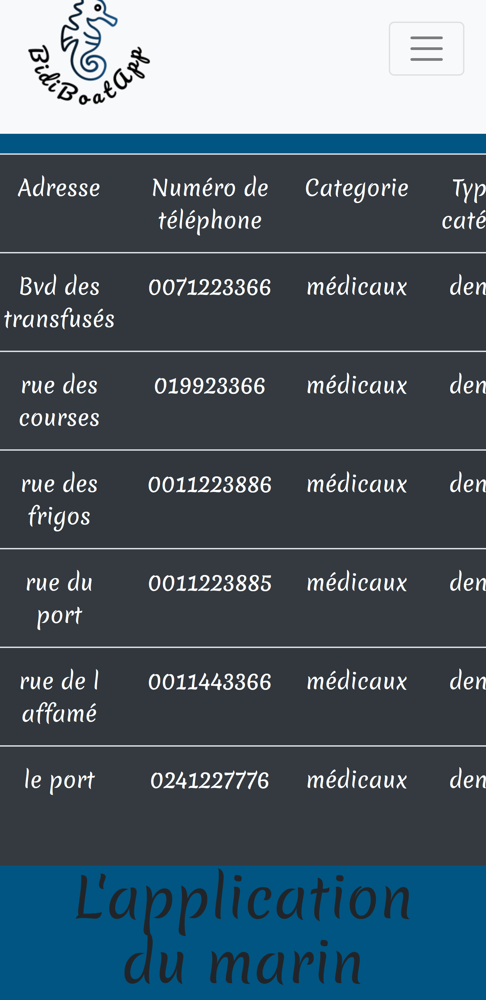 BidiBoatApp
Adresse Numéro de téléphone Categorie Typ caté
Bvd des transfusés 0071223366 médicaux den
rue des courses 019923366 médicaux den
rue des frigos 0011223886 médicaux den
rue du port 0011223885 médicaux den
rue de l affamé 0011443366 médicaux den
le port 0241227776 médicaux den
L'application
du marin